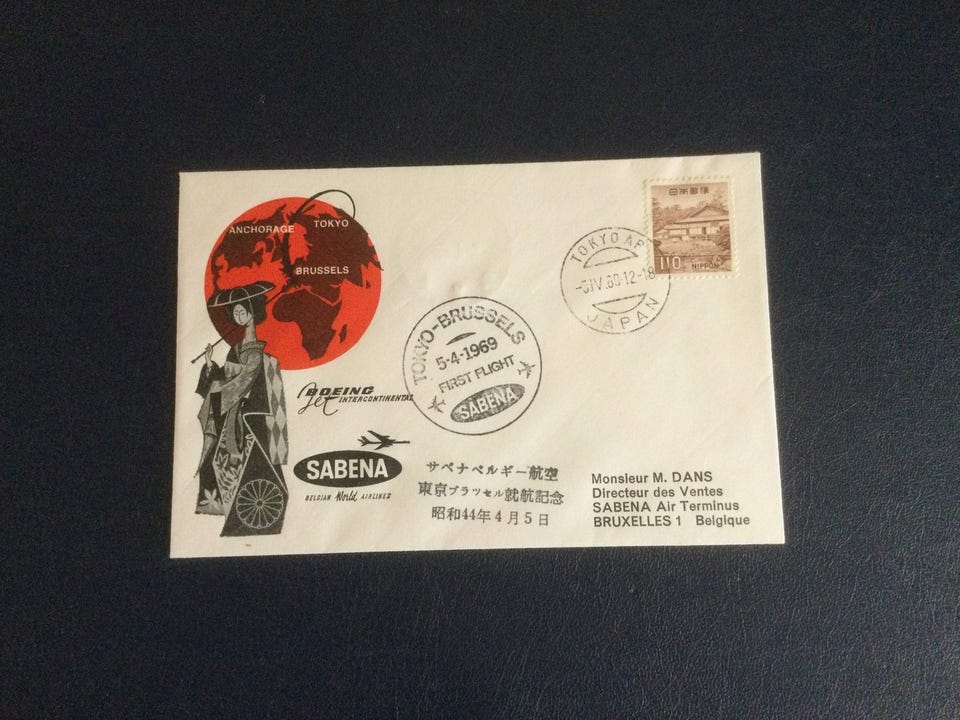 ANCHORAGE
TOKYO
BRUSSELS
BOEING
Jet INTERCONTINENTAL
SABENA
BELGIAN World AIRLINES
TOKYO-BRUSSELS
5-4-1969
FIRST FLIGHT
SABENA
サベナベルギー航空
東京ブラッセル就航記念
昭和44年4月5日
日本郵便
110 NIPPON
TOKYO AP
12-18
JAPAN
Monsieur M. DANS
Directeur des Ventes
SABENA Air Terminus
BRUXELLES 1 Belgique